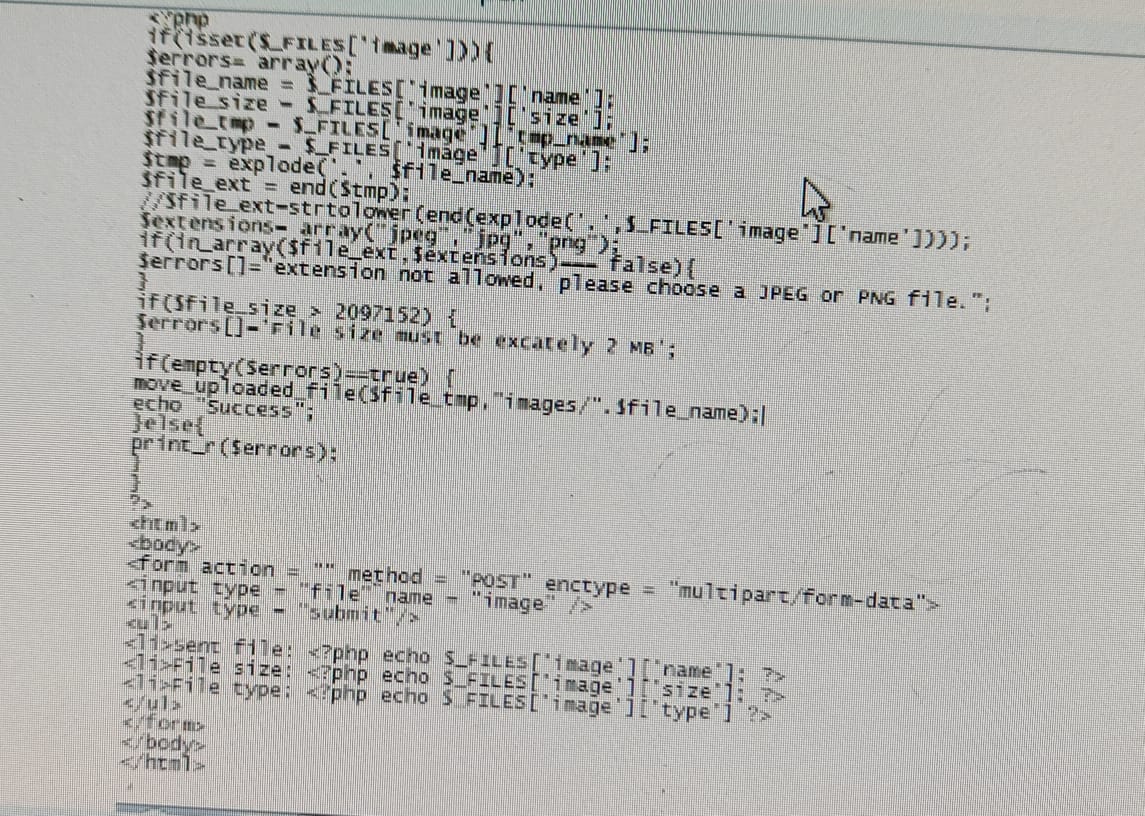 <?php
if(isset($_FILES['image'])){
$errors= array();
$file_name = $_FILES['image']['name'];
$file_size = $_FILES['image']['size'];
$file_tmp = $_FILES['image']['tmp_name'];
$file_type = $_FILES['image']['type'];
$tmp = explode('.', $file_name);
$file_ext = end($tmp);
//$file_ext=strtolower(end(explode('.',$_FILES['image']['name'])));
$extensions= array("jpeg","jpg","png");
if(in_array($file_ext,$extensions)=== false){
$errors[]="extension not allowed, please choose a JPEG or PNG file.";
}
if($file_size > 2097152) {
$errors[]='File size must be excately 2 MB';
}
if(empty($errors)==true) {
move_uploaded_file($file_tmp,"images/".$file_name);
echo "Success";
}else{
print_r($errors);
}
}
?>
<html>
<body>
<form action = "" method = "POST" enctype = "multipart/form-data">
<input type = "file" name = "image" />
<input type = "submit"/>
<ul>
<li>Sent file: <?php echo $_FILES['image']['name']; ?>
<li>File size: <?php echo $_FILES['image']['size']; ?>
<li>File type: <?php echo $_FILES['image']['type'] ?>
</ul>
</form>
</body>
</html>